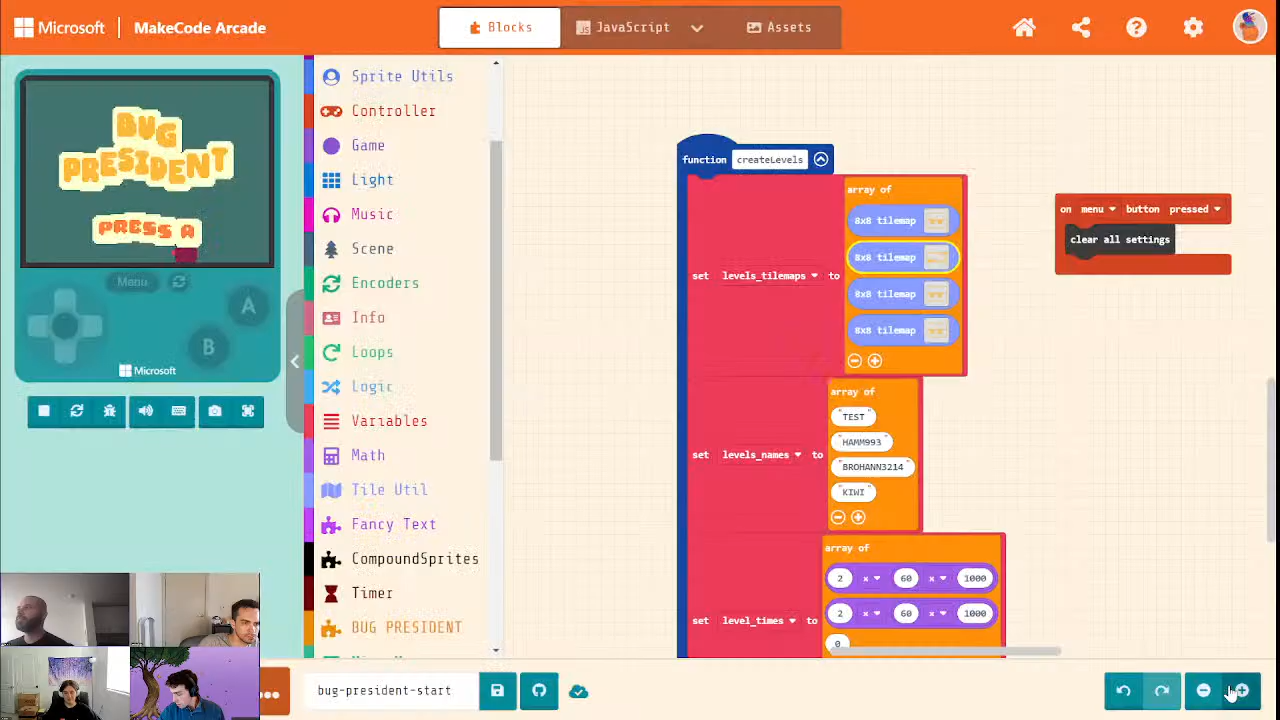 Microsoft
MakeCode Arcade
Blocks
JavaScript
Assets
BUG
PRESIDENT
PRESS A
Menu
A
B
Microsoft
Sprite Utils
Controller
Game
Light
Music
Scene
Encoders
Info
Loops
Logic
Variables
Math
Tile Util
Fancy Text
CompoundSprites
Timer
BUG PRESIDENT
function createLevels
set levels_tilemaps to
array of
8x8 tilemap
8x8 tilemap
8x8 tilemap
8x8 tilemap
set levels_names to
array of
"TEST"
"HAMM993"
"BROHANN3214"
"KIWI"
set level_times to
array of
2 x 60 x 1000
2 x 60 x 1000
0
on menu button pressed
clear all settings
bug-president-start